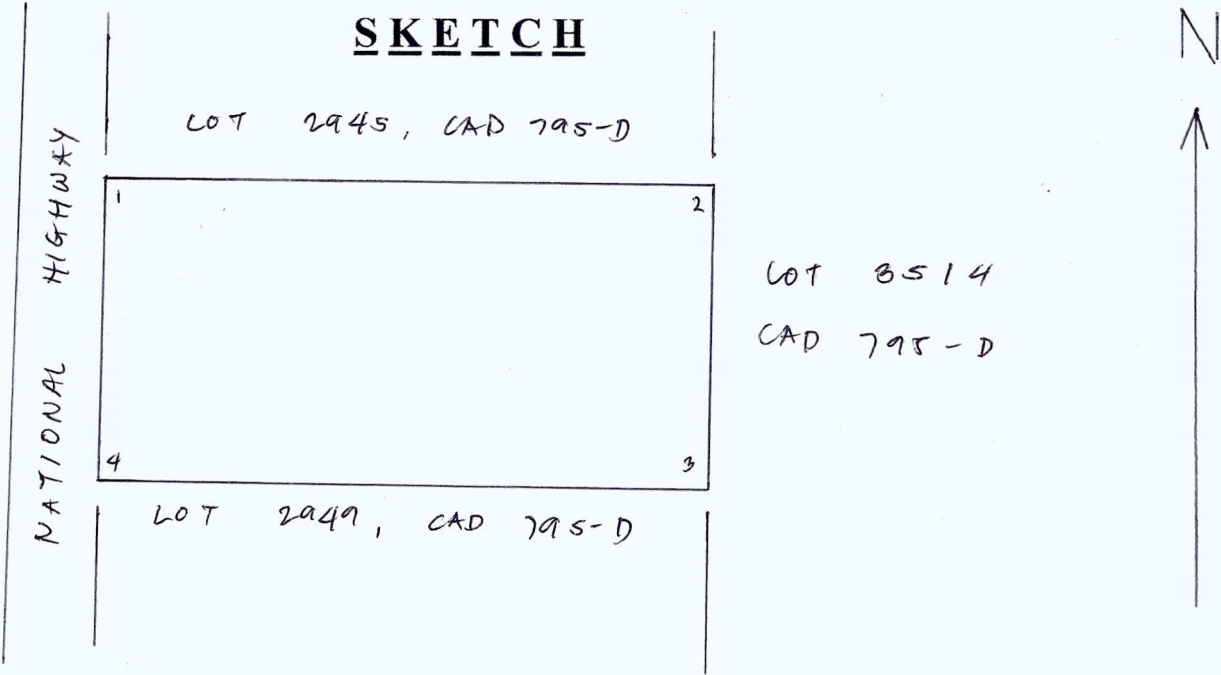 SKETCH
N
LOT 2945, CAD 795-D
NATIONAL HIGHWAY
1
2
LOT 3514
CAD 795-D
4
3
LOT 2949, CAD 795-D